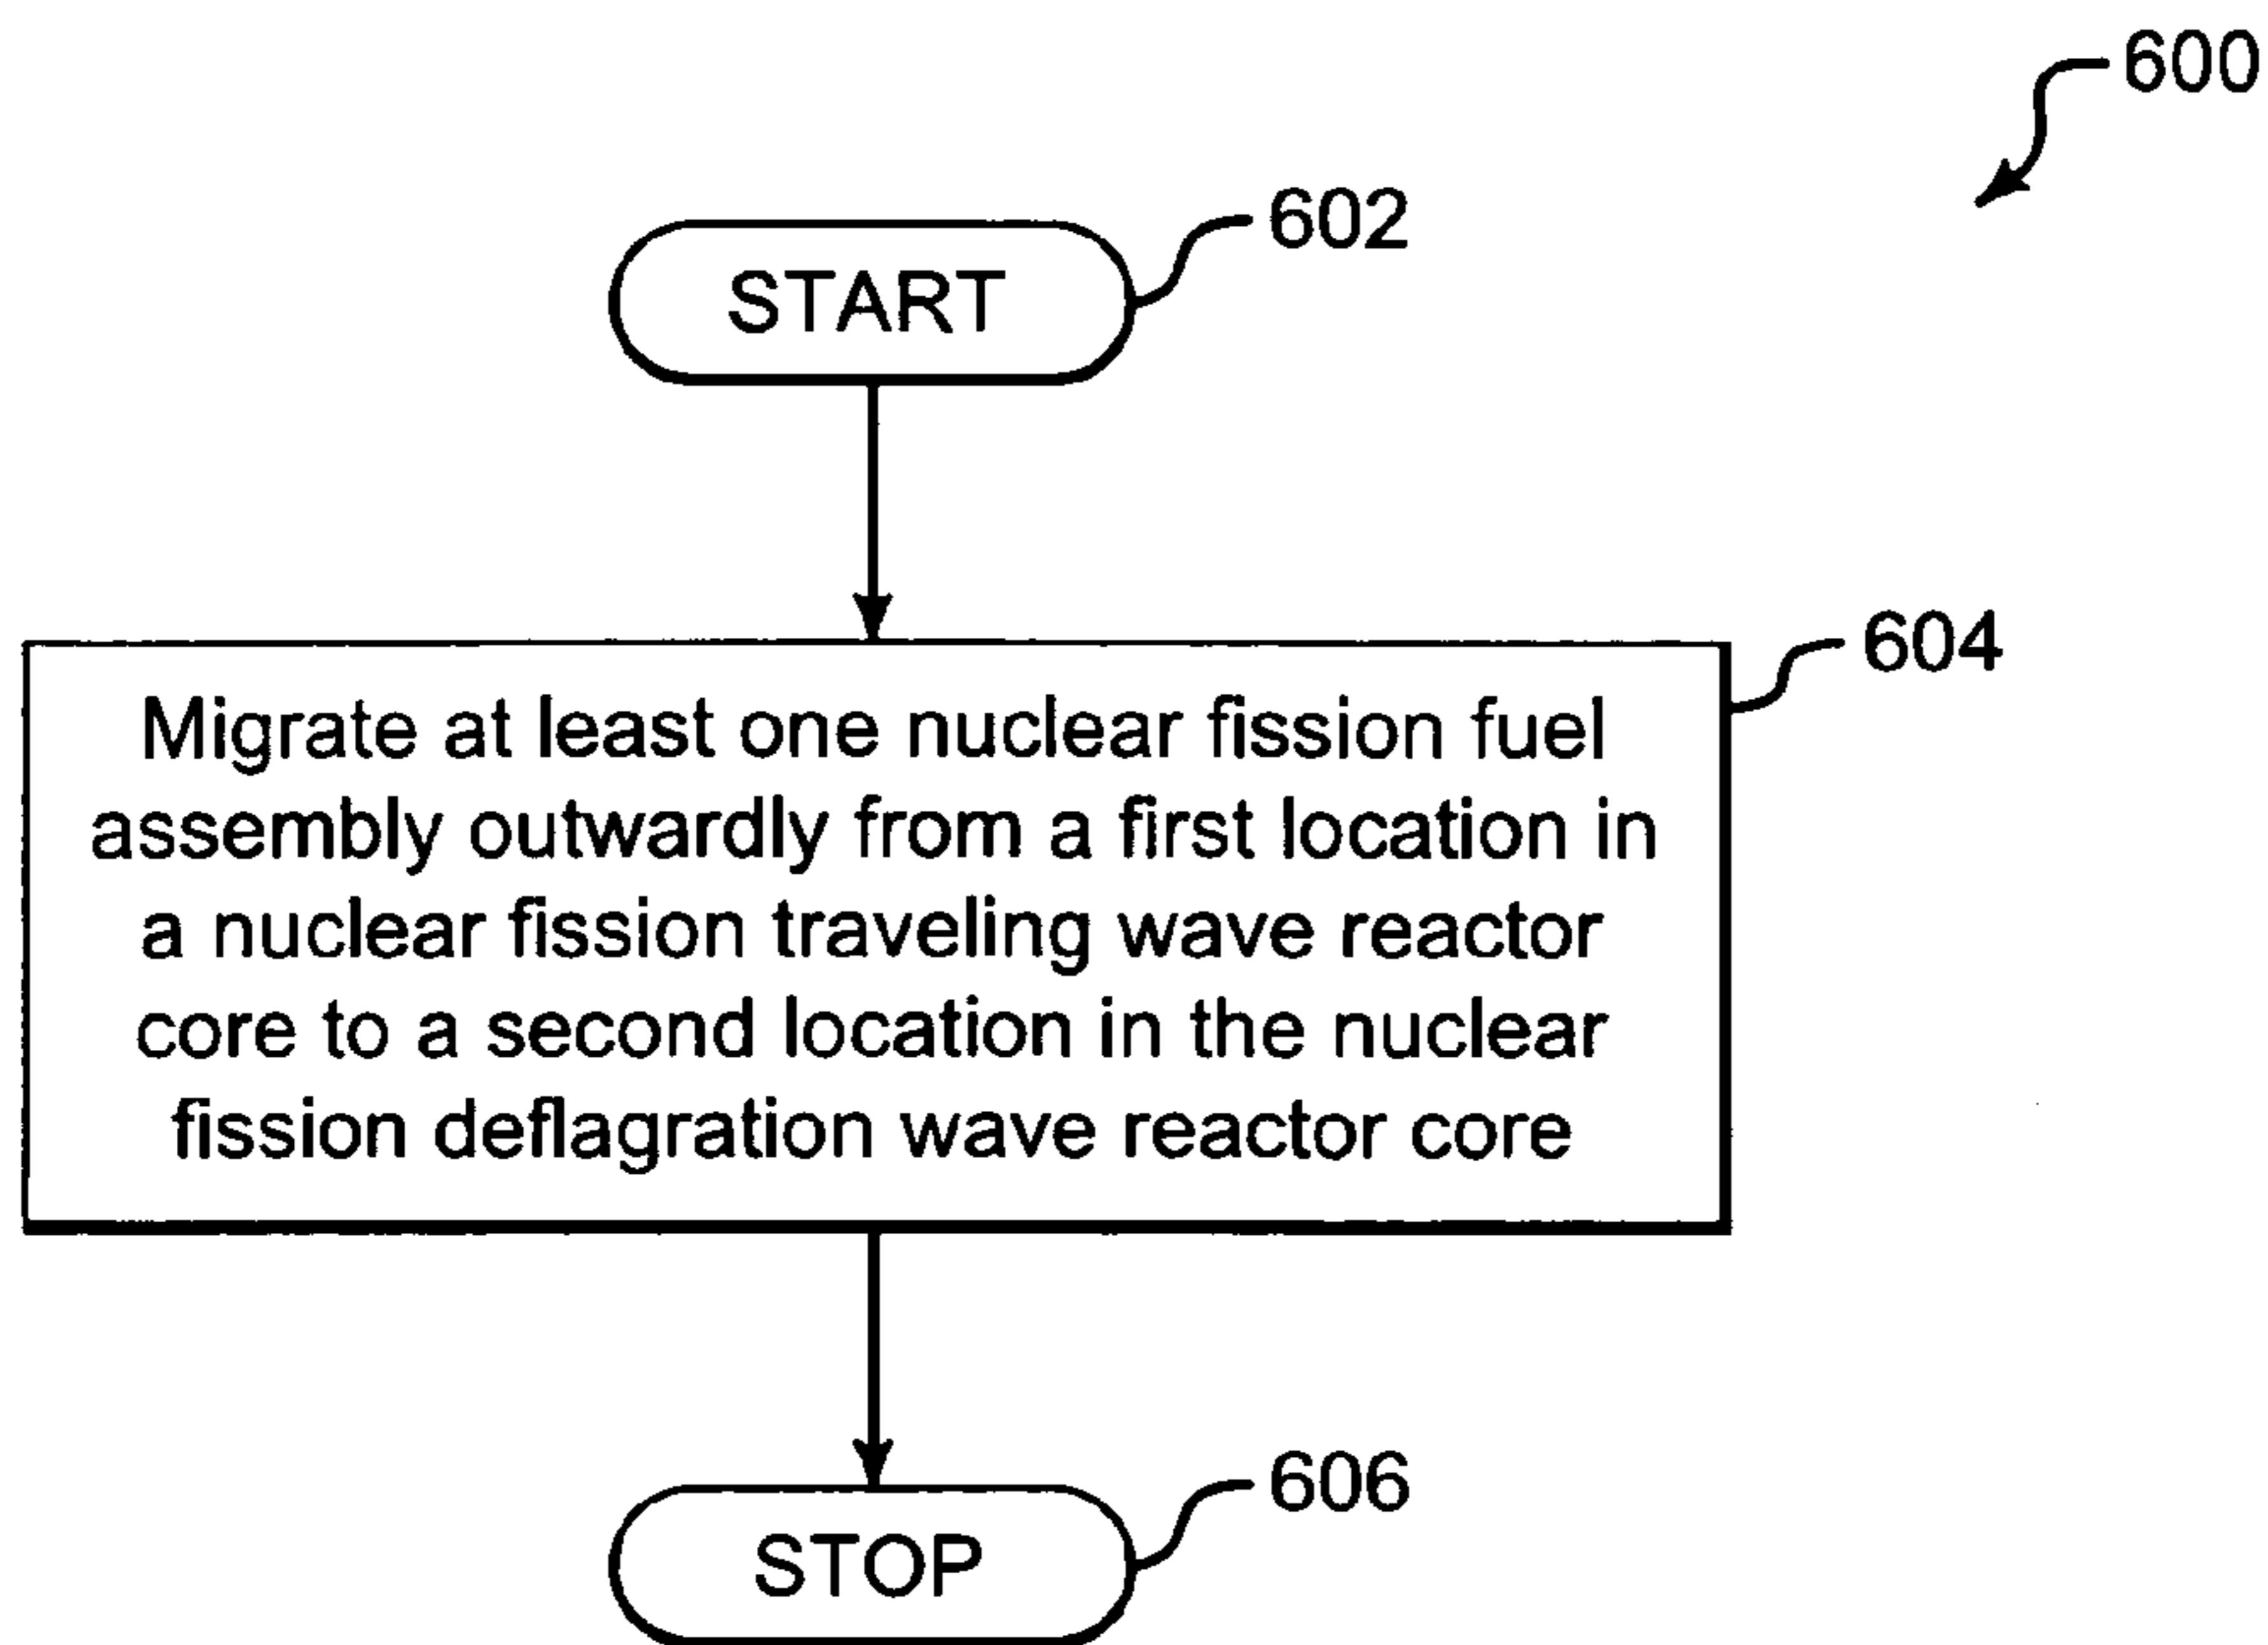 600
602
START
604
Migrate at least one nuclear fission fuel
assembly outwardly from a first location in
a nuclear fission traveling wave reactor
core to a second location in the nuclear
fission deflagration wave reactor core
606
STOP